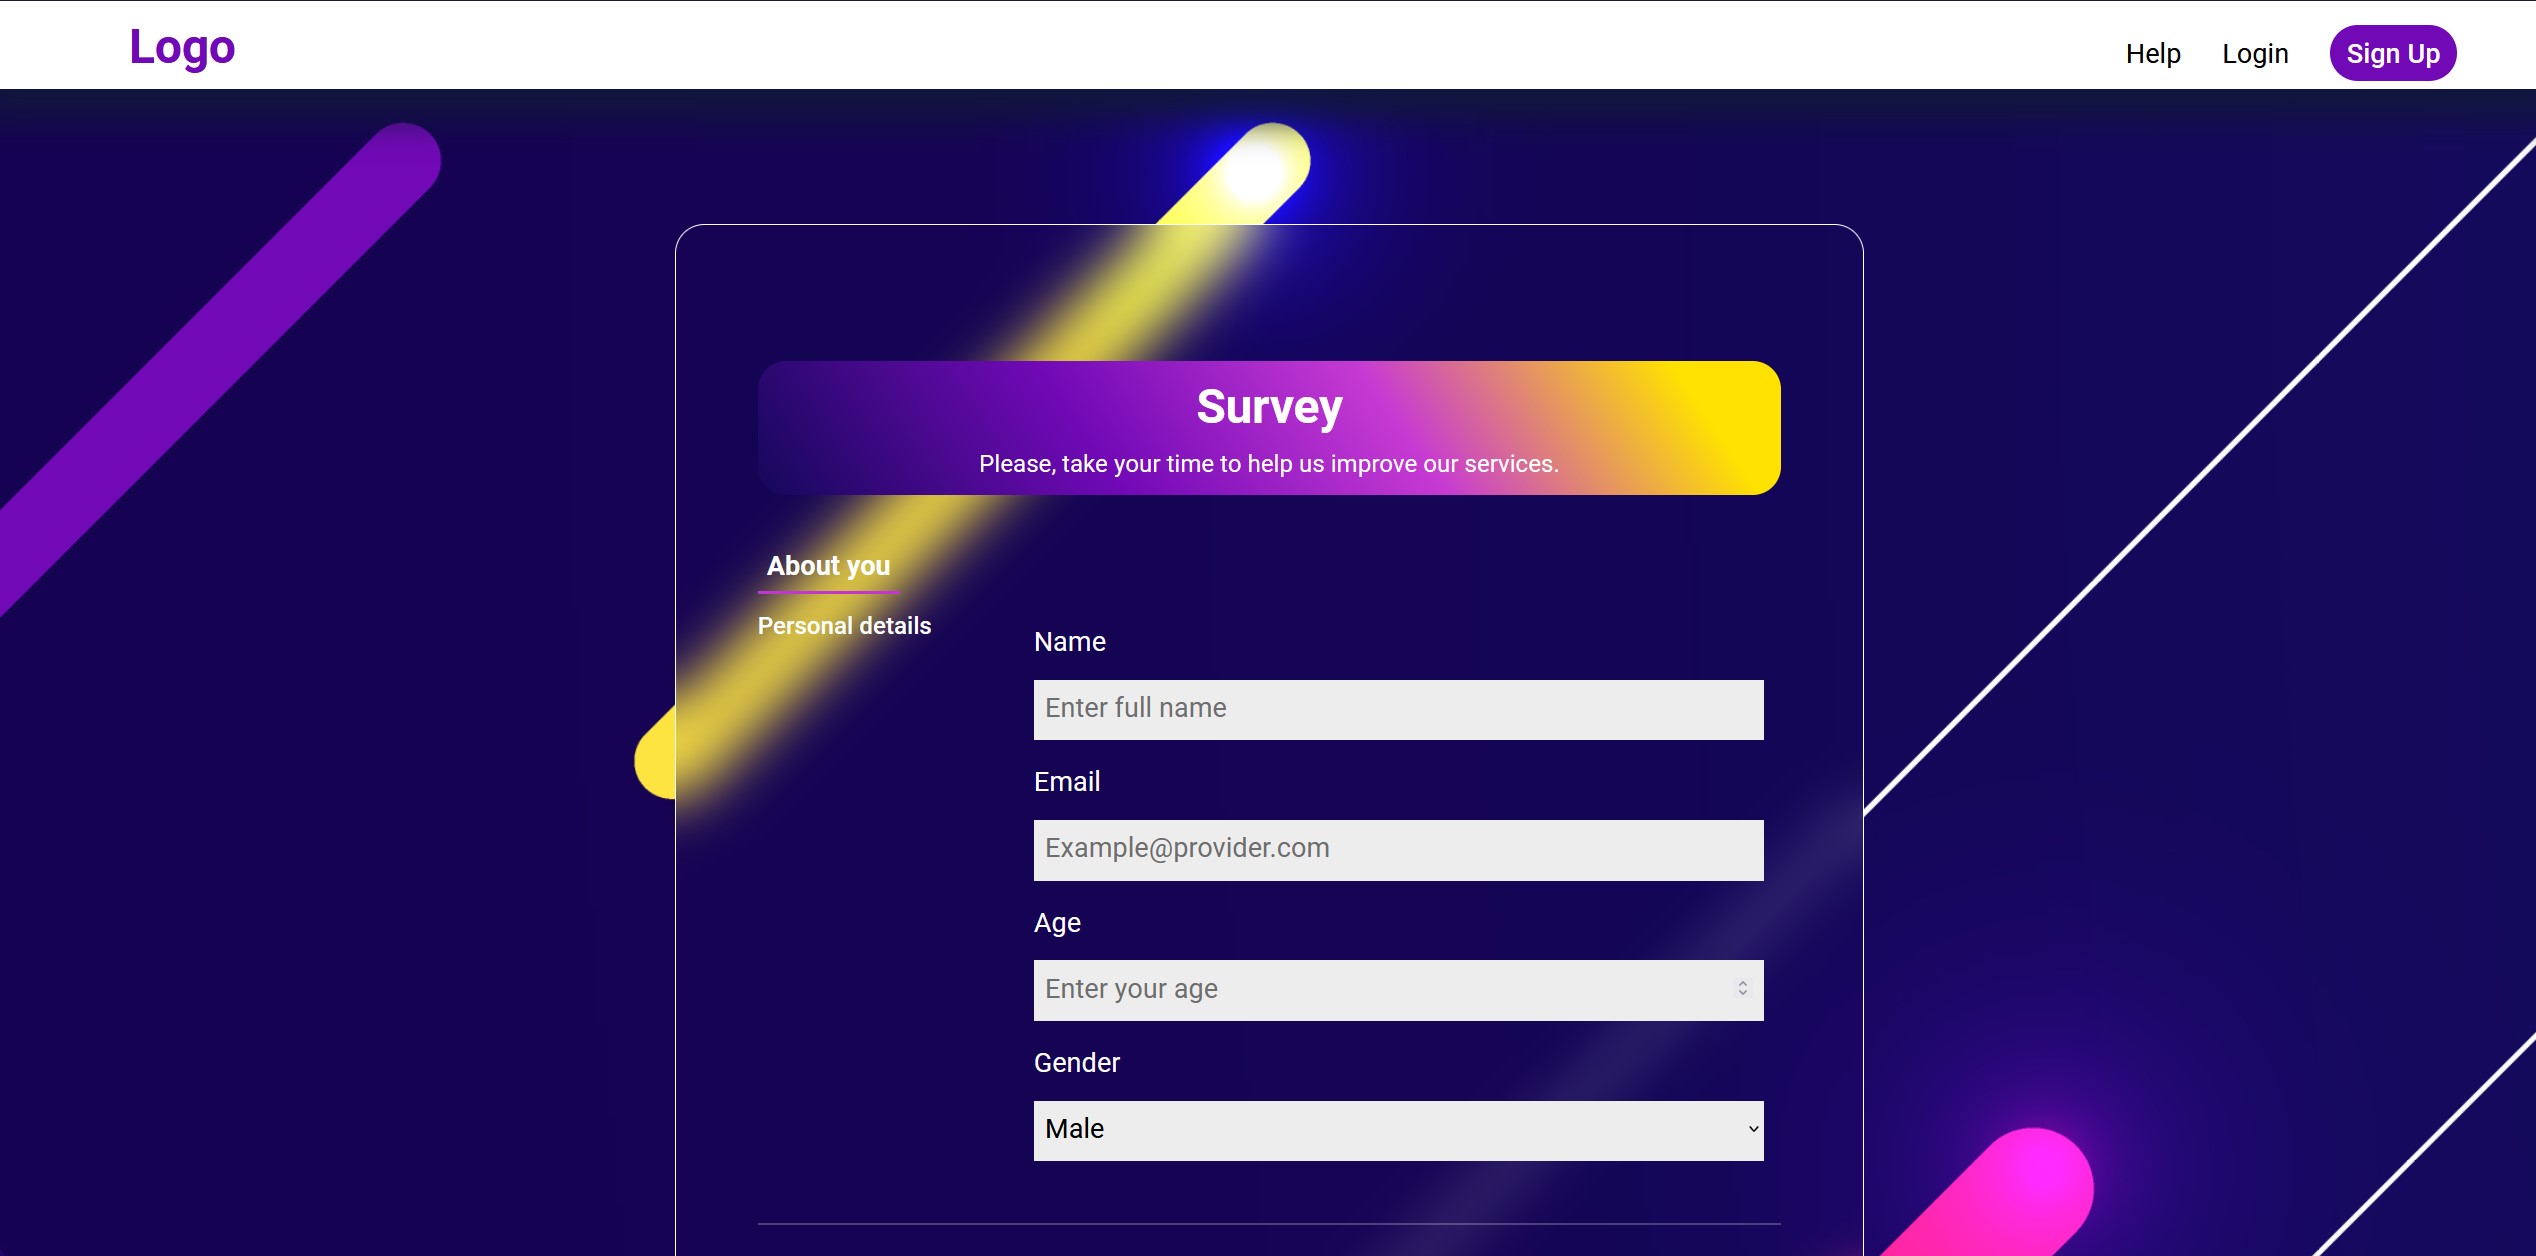 Logo
Help Login Sign Up
Survey
Please, take your time to help us improve our services.
About you
Personal details
Name
Enter full name
Email
Example@provider.com
Age
Enter your age
Gender
Male